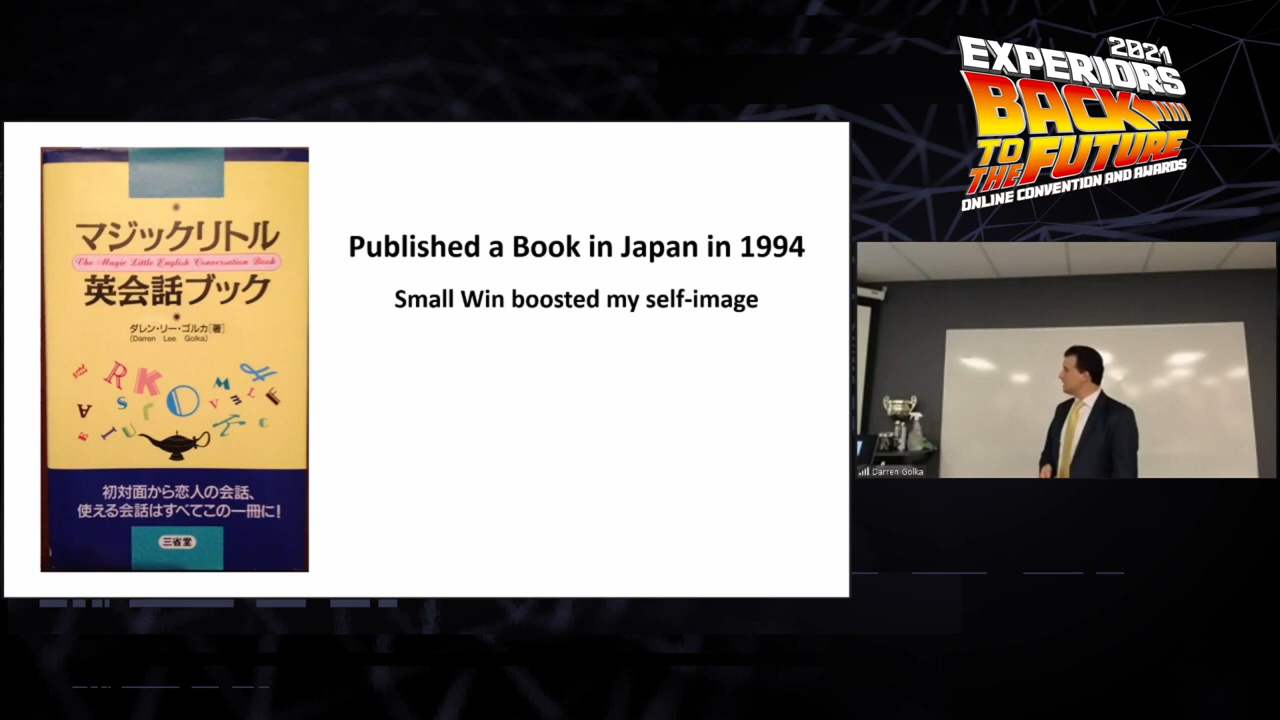 2021
EXPERIORS
BACK
TO
THE FUTURE
ONLINE CONVENTION AND AWARDS
マジックリトル
The Magic Little English Conversation Book
英会話ブック
ダレン・リー・ゴルカ[著]
(Darren Lee Golka)
初対面から恋人の会話、
使える会話はすべてこの一冊に!
三省堂
Published a Book in Japan in 1994
Small Win boosted my self-image
Darren Golka